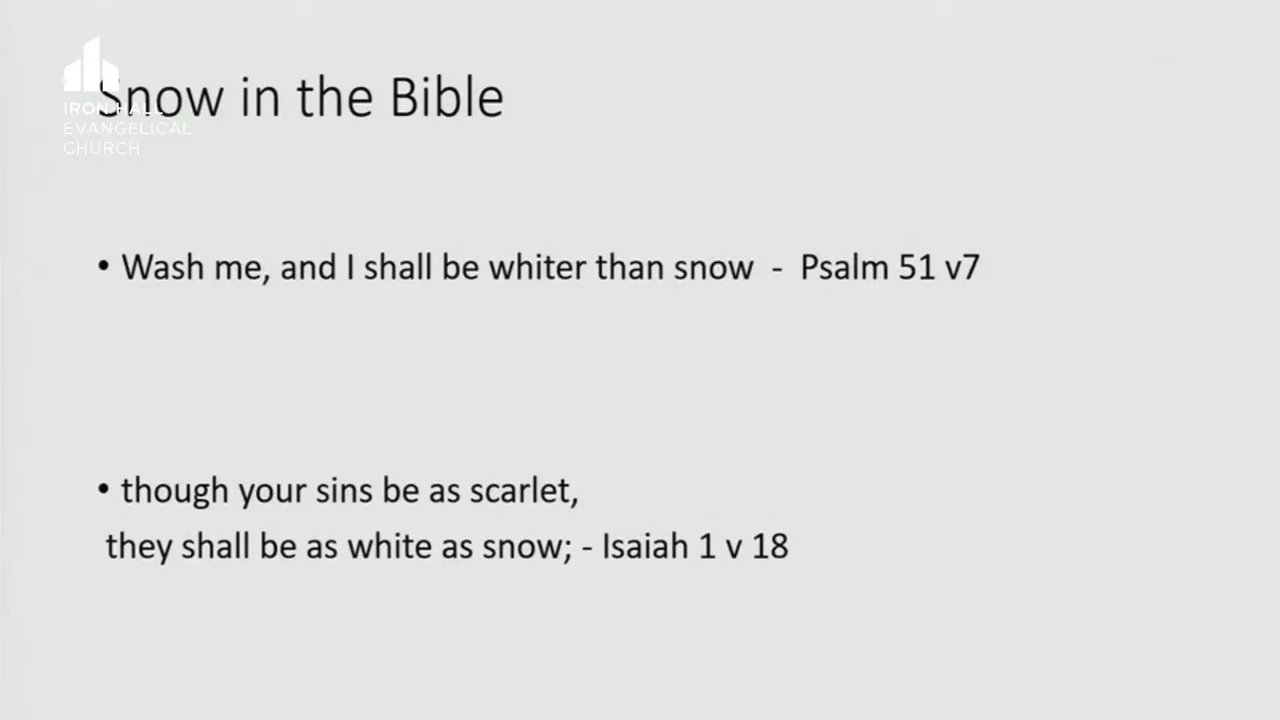 Snow in the Bible
IRON HALL
EVANGELICAL
CHURCH
• Wash me, and I shall be whiter than snow - Psalm 51 v7
• though your sins be as scarlet,
they shall be as white as snow; - Isaiah 1 v 18